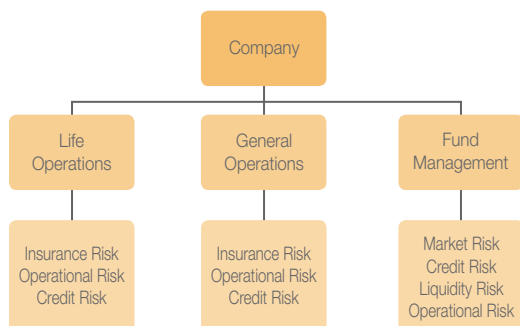 Company
Life
Operations
General
Operations
Fund
Management
Insurance Risk
Operational Risk
Credit Risk
Insurance Risk
Operational Risk
Credit Risk
Market Risk
Credit Risk
Liquidity Risk
Operational Risk